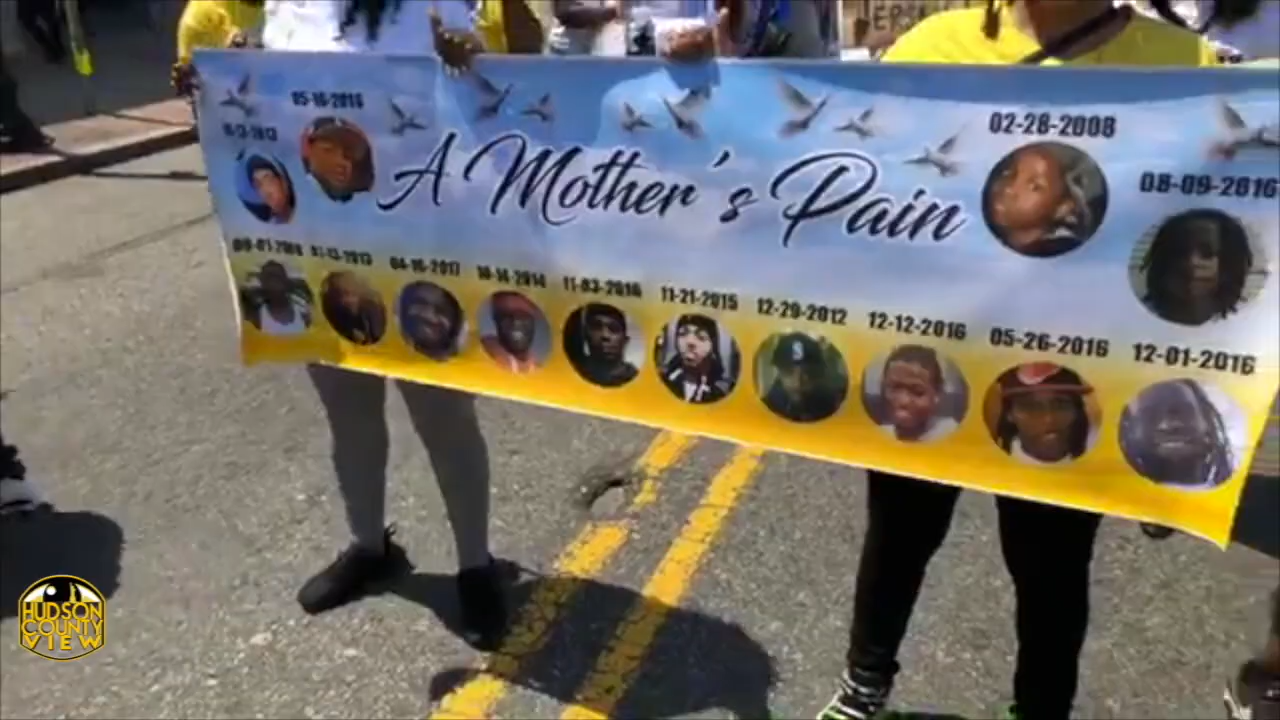 ERS
05-16-2016
02-28-2008
A Mother's Pain
08-09-2016
04-16-2017
10-14-2014
11-03-2016
11-21-2015
12-29-2012
12-12-2016
05-26-2016
12-01-2016
HUDSON
COUNTY
VIEW